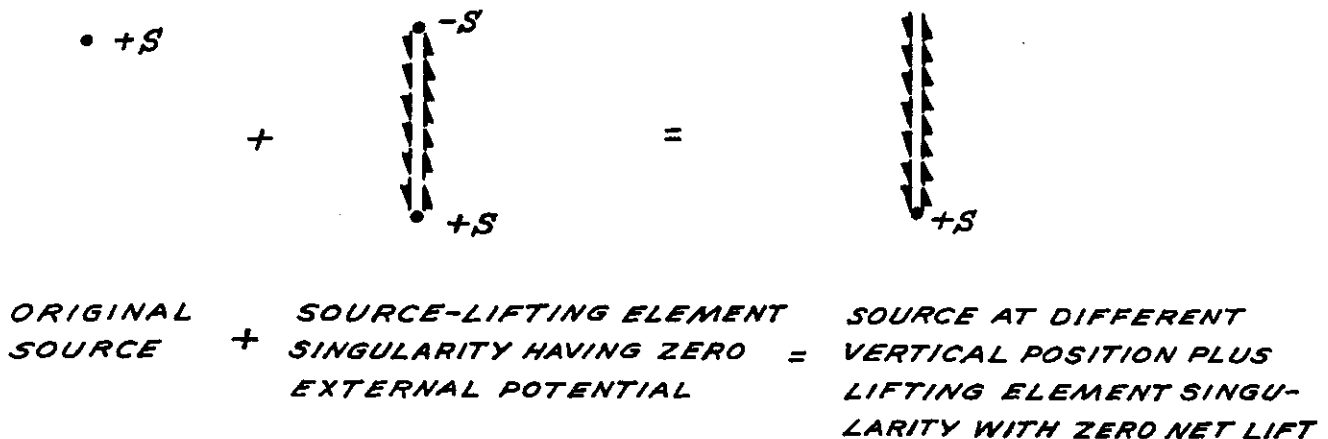 • +S
-S
+
=
+S
+S
ORIGINAL SOURCE
+
SOURCE-LIFTING ELEMENT
SINGULARITY HAVING ZERO
EXTERNAL POTENTIAL
=
SOURCE AT DIFFERENT
VERTICAL POSITION PLUS
LIFTING ELEMENT SINGU-
LARITY WITH ZERO NET LIFT